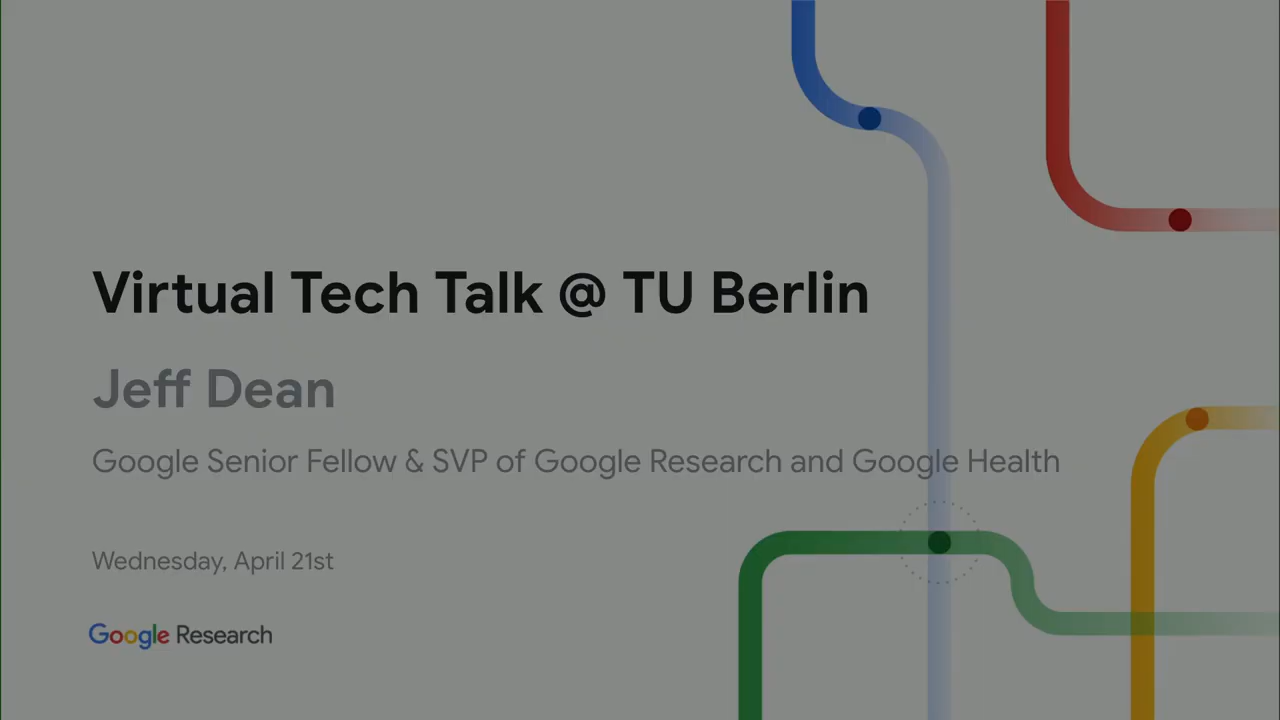 Virtual Tech Talk @ TU Berlin
Jeff Dean
Google Senior Fellow & SVP of Google Research and Google Health
Wednesday, April 21st
Google Research